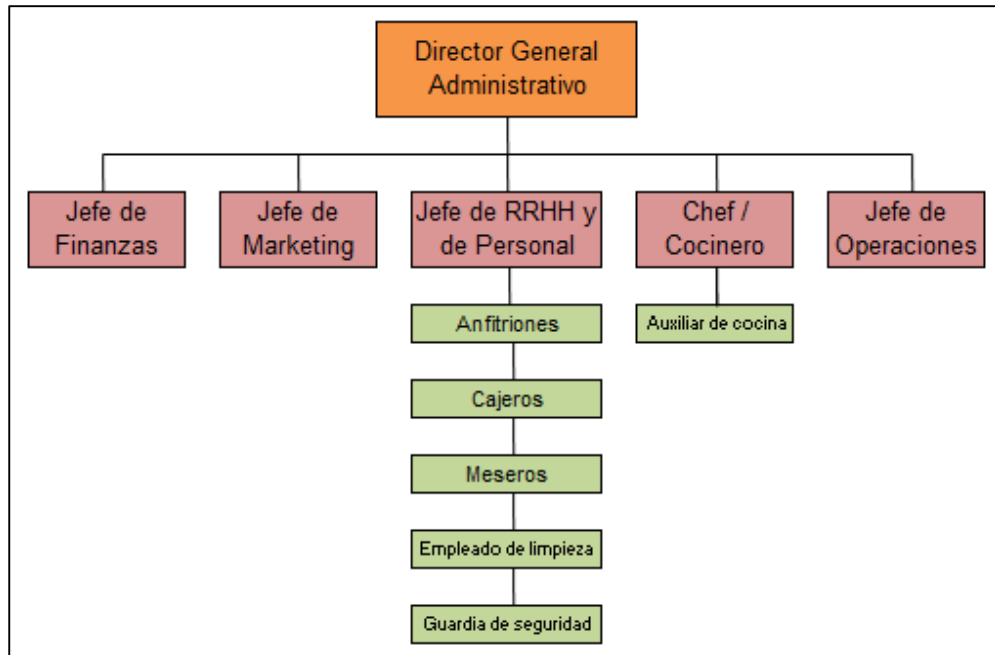 Director General
Administrativo
Jefe de
Finanzas
Jefe de
Marketing
Jefe de RRHH y
de Personal
Chef /
Cocinero
Jefe de
Operaciones
Anfitriones
Auxiliar de cocina
Cajeros
Meseros
Empleado de limpieza
Guardia de seguridad